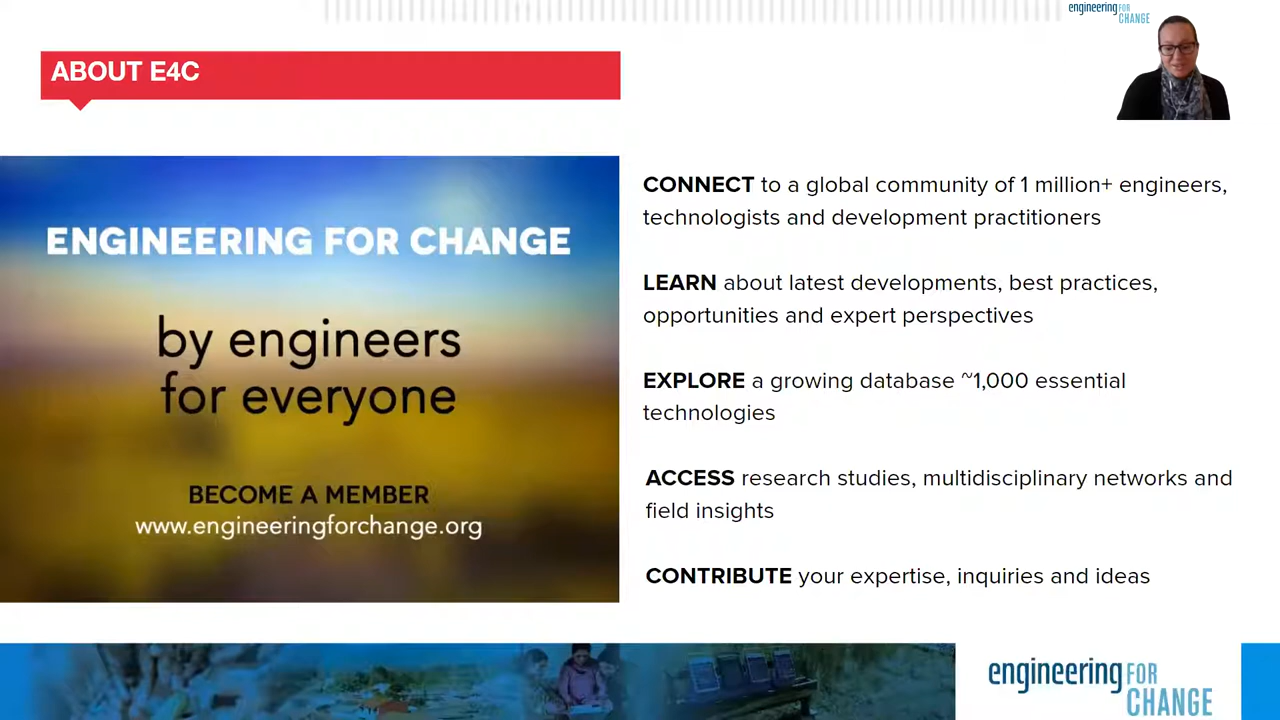 engineering FOR
CHANGE
ABOUT E4C
ENGINEERING FOR CHANGE
by engineers
for everyone
BECOME A MEMBER
www.engineeringforchange.org
CONNECT to a global community of 1 million+ engineers,
technologists and development practitioners
LEARN about latest developments, best practices,
opportunities and expert perspectives
EXPLORE a growing database ~1,000 essential
technologies
ACCESS research studies, multidisciplinary networks and
field insights
CONTRIBUTE your expertise, inquiries and ideas
engineering FOR
CHANGE